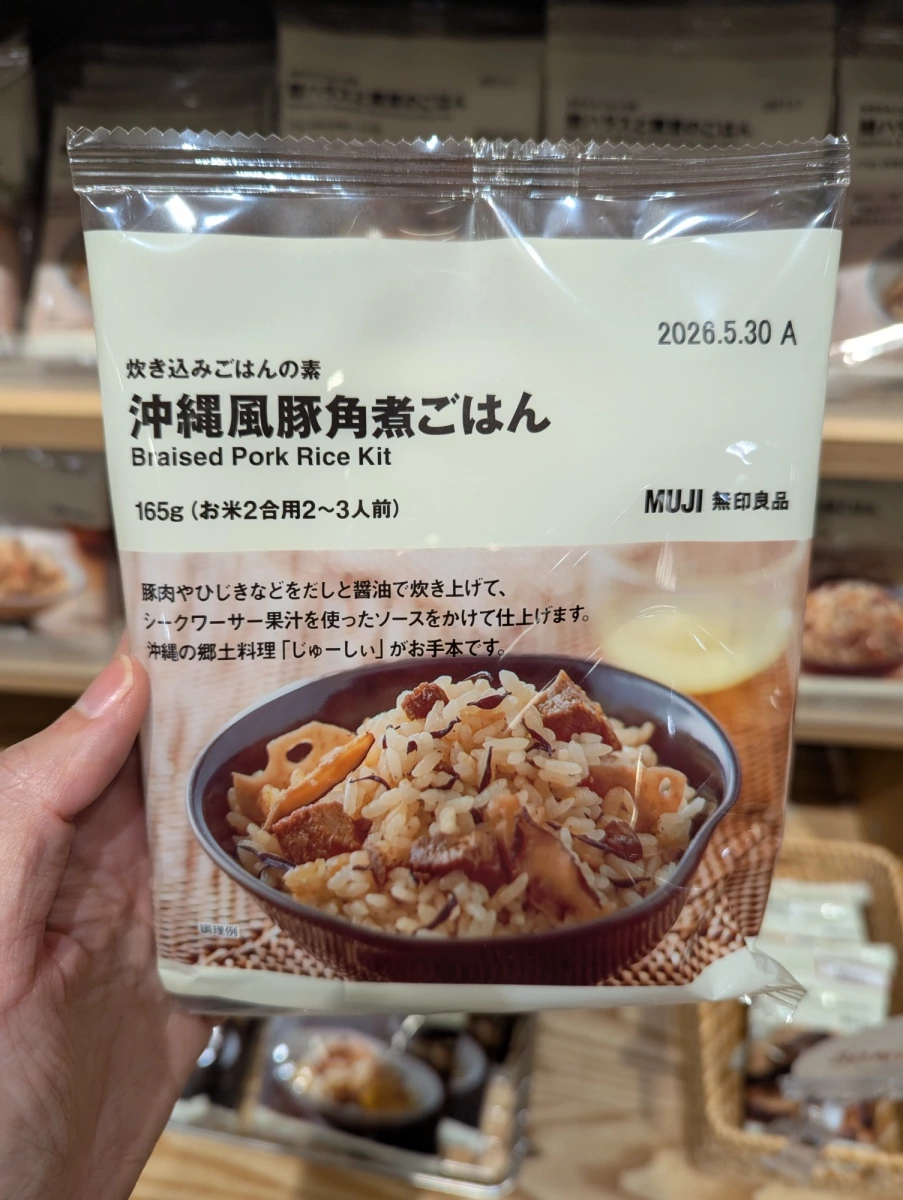 2026.5.30 A
炊き込みごはんの素
沖縄風豚角煮ごはん
Braised Pork Rice Kit
165g（お米2合用2〜3人前）
MUJI 無印良品
豚肉やひじきなどをだしと醤油で炊き上げて、
シークワーサー果汁を使ったソースをかけて仕上げます。
沖縄の郷土料理「じゅーしぃ」がお手本です。
調理例